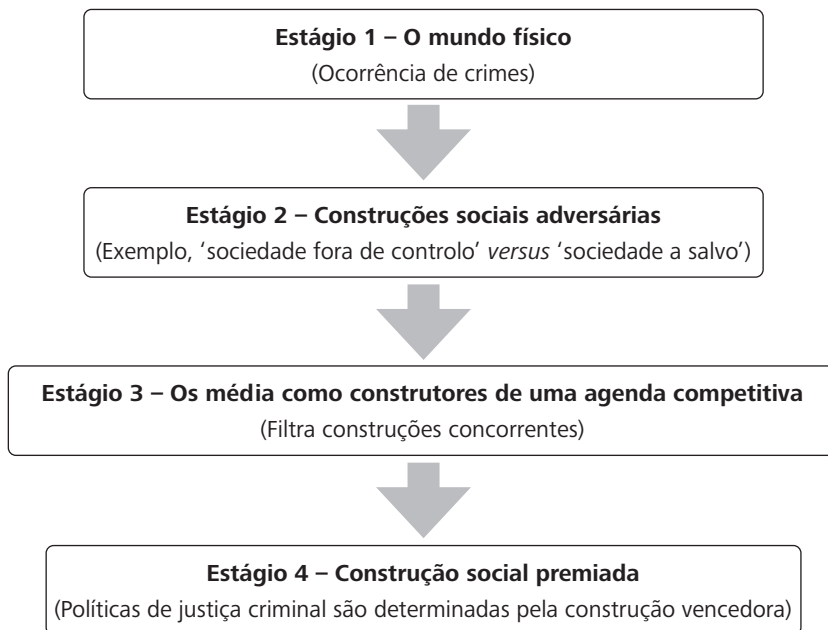 Estágio 1 – O mundo físico
(Ocorrência de crimes)
Estágio 2 – Construções sociais adversárias
(Exemplo, ‘sociedade fora de controlo’ versus ‘sociedade a salvo’)
Estágio 3 – Os média como construtores de uma agenda competitiva
(Filtra construções concorrentes)
Estágio 4 – Construção social premiada
(Políticas de justiça criminal são determinadas pela construção vencedora)